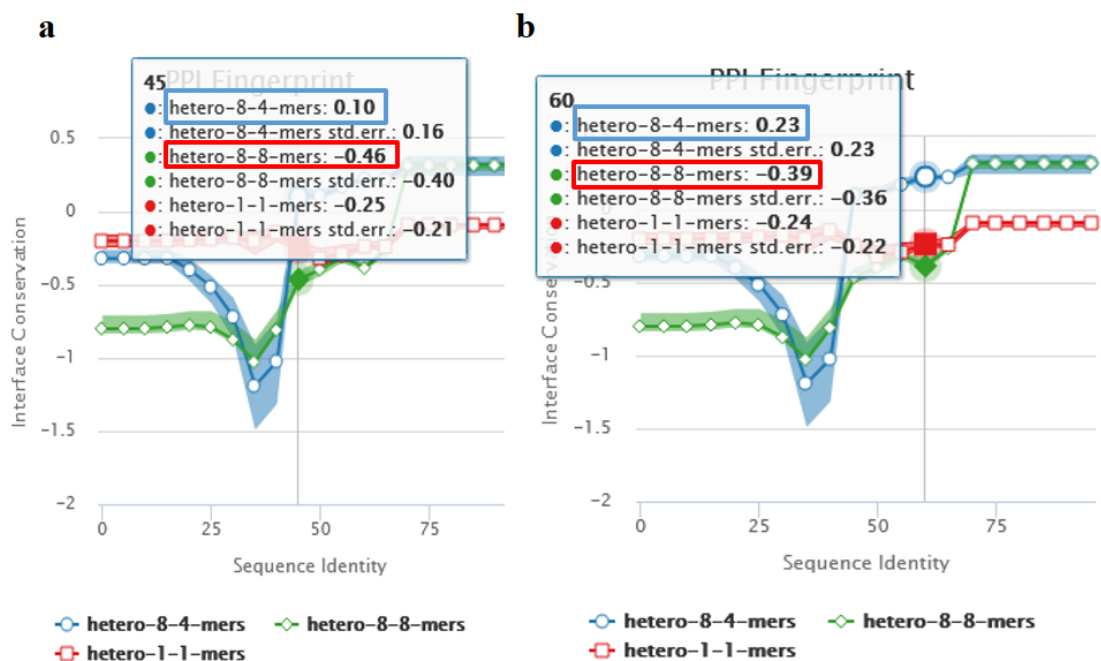 a
PPI Fingerprint
45
●: hetero-8-4-mers: 0.10
●: hetero-8-4-mers std.err.: 0.16
●: hetero-8-8-mers: −0.46
●: hetero-8-8-mers std.err.: −0.40
●: hetero-1-1-mers: −0.25
●: hetero-1-1-mers std.err.: −0.21
0.5
0
−0.5
−1
−1.5
−2
Interface Conservation
0 25 50 75
Sequence Identity
hetero-8-4-mers hetero-8-8-mers
hetero-1-1-mers
b
PPI Fingerprint
60
●: hetero-8-4-mers: 0.23
●: hetero-8-4-mers std.err.: 0.23
●: hetero-8-8-mers: −0.39
●: hetero-8-8-mers std.err.: −0.36
●: hetero-1-1-mers: −0.24
●: hetero-1-1-mers std.err.: −0.22
−0.5
−1
−1.5
−2
Interface Conservation
0 25 50 75
Sequence Identity
hetero-8-4-mers hetero-8-8-mers
hetero-1-1-mers